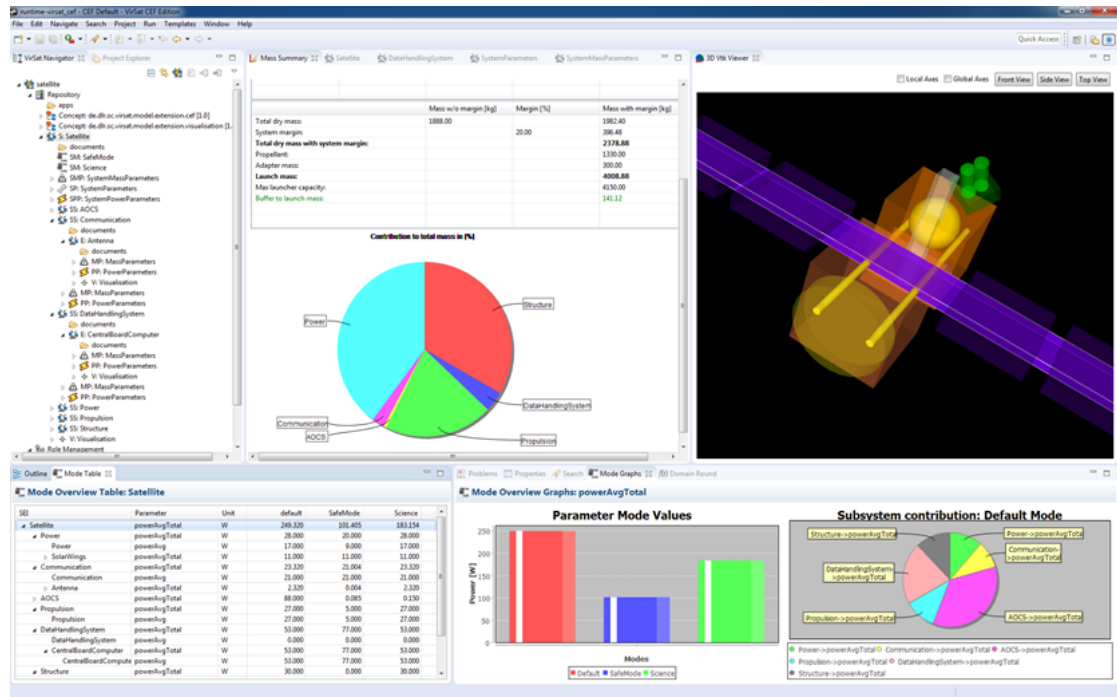 runtime-virsat_cef - CEF Default - VirSat CEF Edition
File Edit Navigate Search Project Run Templates Window Help
Quick Access
VirSat Navigator Project Explorer
satellite
Repository
apps
Concept: de.dlr.sc.virsat.model.extension.cef [1.0]
Concept: de.dlr.sc.virsat.model.extension.visualisation [1.
S: Satellite
documents
SM: SafeMode
SM: Science
SMP: SystemMassParameters
SP: SystemParameters
SPP: SystemPowerParameters
SS: AOCS
SS: Communication
documents
E: Antenna
documents
MP: MassParameters
PP: PowerParameters
V: Visualisation
MP: MassParameters
PP: PowerParameters
SS: DataHandlingSystem
documents
E: CentralBoardComputer
documents
MP: MassParameters
PP: PowerParameters
V: Visualisation
MP: MassParameters
PP: PowerParameters
SS: Power
SS: Propulsion
SS: Structure
V: Visualisation
Role Management
Mass Summary Satellite DataHandlingSystem SystemParameters SystemMassParameters
Mass w/o margin [kg] Margin [%] Mass with margin [kg]
Total dry mass: 1888.00 1982.40
System margin: 20.00 396.48
Total dry mass with system margin: 2378.88
Propellant: 1330.00
Adapter mass: 300.00
Launch mass: 4008.88
Max launcher capacity: 4150.00
Buffer to launch mass: 141.12
Contribution to total mass in [%]
Structure
Power
DataHandlingSystem
Communication
AOCS
Propulsion
3D Vtk Viewer
Local Axes Global Axes Front View Side View Top View
Outline Mode Table
Mode Overview Table: Satellite
SEI Parameter Unit default SafeMode Science
Satellite powerAvgTotal W 249.320 101.405 183.154
Power powerAvgTotal W 28.000 20.000 28.000
Power powerAvg W 17.000 9.000 17.000
SolarWings powerAvg W 11.000 11.000 11.000
Communication powerAvgTotal W 23.320 21.004 23.320
Communication powerAvg W 21.000 21.000 21.000
Antenna powerAvg W 2.320 0.004 2.320
AOCS powerAvgTotal W 88.000 0.085 0.150
Propulsion powerAvgTotal W 27.000 5.000 27.000
Propulsion powerAvg W 27.000 5.000 27.000
DataHandlingSystem powerAvgTotal W 53.000 77.000 53.000
DataHandlingSystem powerAvg W 0.000 0.000 0.000
CentralBoardComputer powerAvgTotal W 53.000 77.000 53.000
CentralBoardCompute powerAvg W 53.000 77.000 53.000
Structure powerAvgTotal W 30.000 0.000 30.000
Problems Properties Search Mode Graphs Domain Round
Mode Overview Graphs: powerAvgTotal
Parameter Mode Values
Power [W]
250
200
150
100
50
0
Modes
Default SafeMode Science
Subsystem contribution: Default Mode
Structure->powerAvgTotal
Power->powerAvgTotal
Communication->powerAvgTotal
DataHandlingSystem->powerAvgTotal
Propulsion->powerAvgTotal
AOCS->powerAvgTotal
Power->powerAvgTotal Communication->powerAvgTotal AOCS->powerAvgTotal
Propulsion->powerAvgTotal DataHandlingSystem->powerAvgTotal
Structure->powerAvgTotal